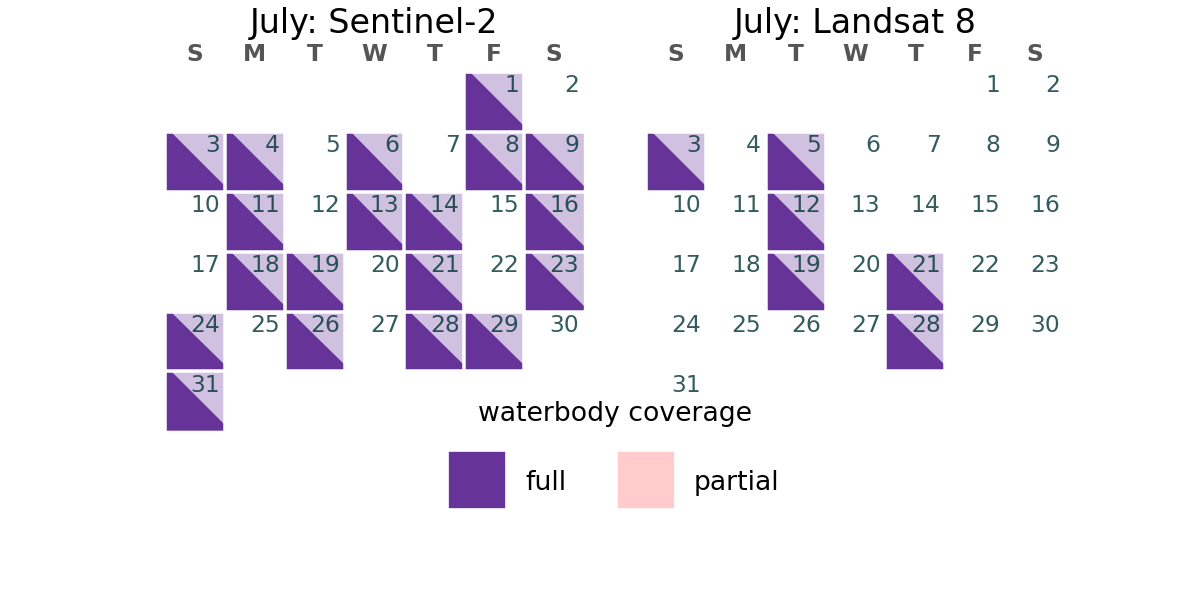 July: Sentinel-2
S M T W T F S
1 2
3 4 5 6 7 8 9
10 11 12 13 14 15 16
17 18 19 20 21 22 23
24 25 26 27 28 29 30
31
July: Landsat 8
S M T W T F S
1 2
3 4 5 6 7 8 9
10 11 12 13 14 15 16
17 18 19 20 21 22 23
24 25 26 27 28 29 30
31
waterbody coverage
full
partial